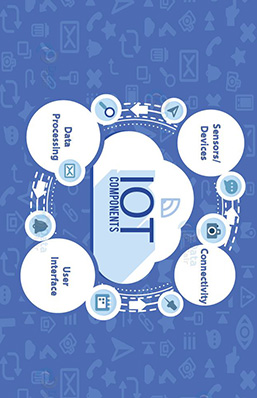 IOT
COMPONENTS
Sensors/
Devices
Connectivity
User
Interface
Data
Processing